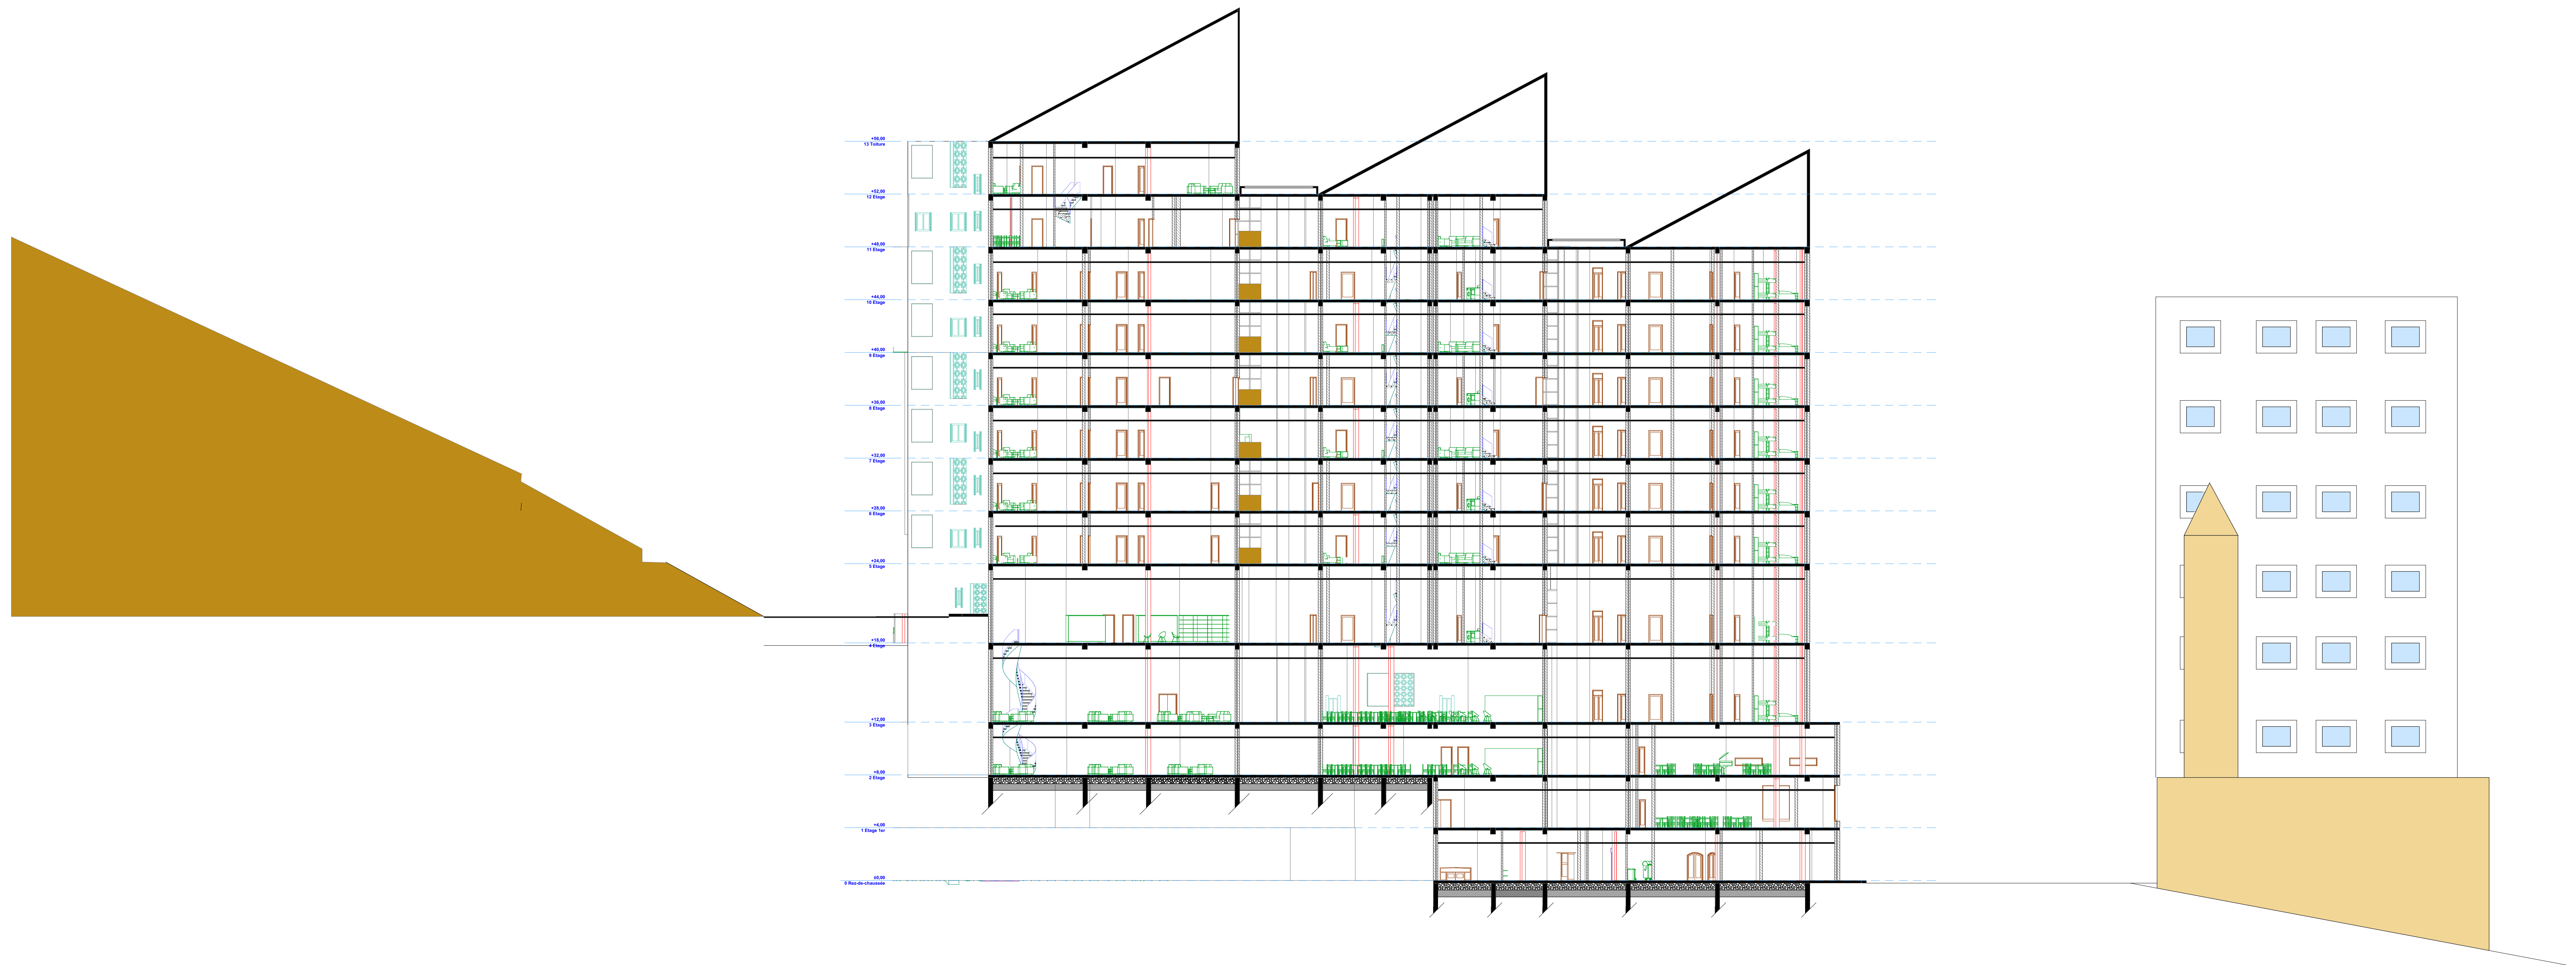 +56,00
13 Toiture
+52,00
12 Etage
+48,00
11 Etage
+44,00
10 Etage
+40,00
9 Etage
+36,00
8 Etage
+32,00
7 Etage
+28,00
6 Etage
+24,00
5 Etage
+18,00
4 Etage
+12,00
3 Etage
+8,00
2 Etage
+4,00
1 Etage 1er
±0,00
0 Rez-de-chaussée